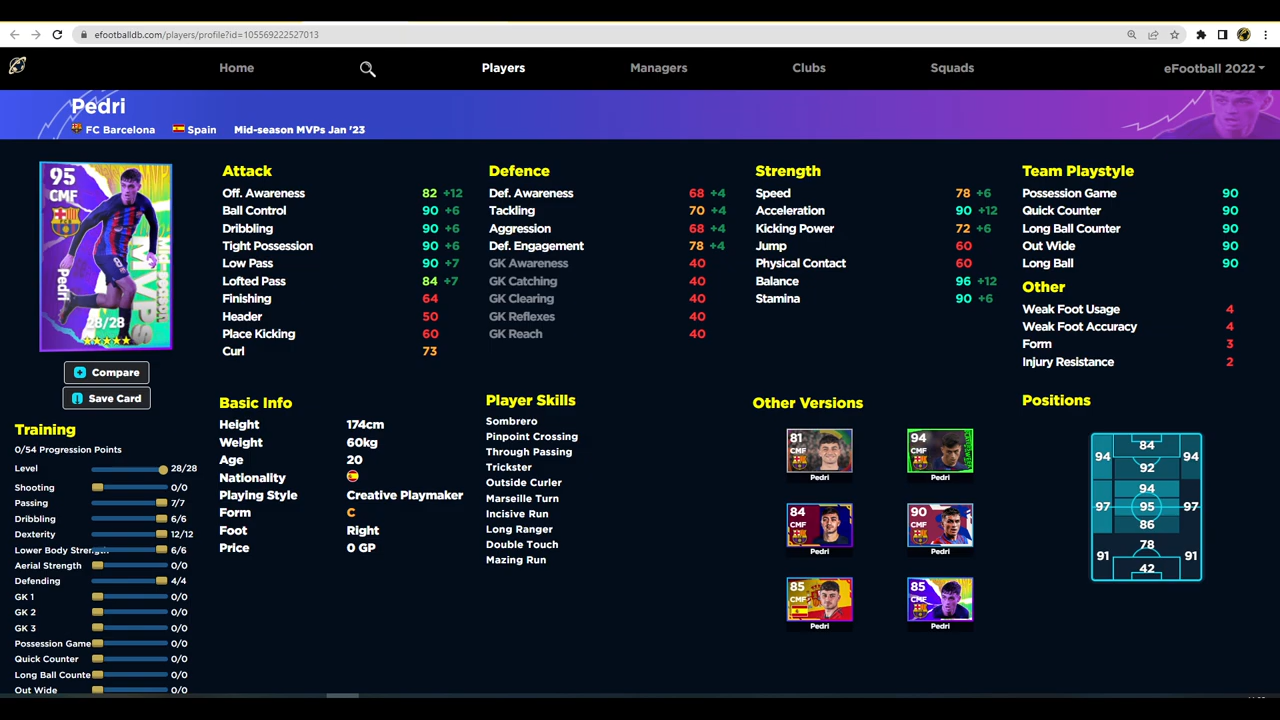 efootballdb.com/players/profile?id=105569222527013
Home
Players
Managers
Clubs
Squads
eFootball 2022
Pedri
FC Barcelona
Spain
Mid-season MVPs Jan '23
95
CMF
8
Pedri
Mid-season
MVPs
28/28
Compare
Save Card
Training
0/54 Progression Points
Level 28/28
Shooting 0/0
Passing 7/7
Dribbling 6/6
Dexterity 12/12
Lower Body Streng... 6/6
Aerial Strength 0/0
Defending 4/4
GK 1 0/0
GK 2 0/0
GK 3 0/0
Possession Game 0/0
Quick Counter 0/0
Long Ball Counte 0/0
Out Wide 0/0
Attack
Off. Awareness 82 +12
Ball Control 90 +6
Dribbling 90 +6
Tight Possession 90 +6
Low Pass 90 +7
Lofted Pass 84 +7
Finishing 64
Header 50
Place Kicking 60
Curl 73
Defence
Def. Awareness 68 +4
Tackling 70 +4
Aggression 68 +4
Def. Engagement 78 +4
GK Awareness 40
GK Catching 40
GK Clearing 40
GK Reflexes 40
GK Reach 40
Strength
Speed 78 +6
Acceleration 90 +12
Kicking Power 72 +6
Jump 60
Physical Contact 60
Balance 96 +12
Stamina 90 +6
Team Playstyle
Possession Game 90
Quick Counter 90
Long Ball Counter 90
Out Wide 90
Long Ball 90
Other
Weak Foot Usage 4
Weak Foot Accuracy 4
Form 3
Injury Resistance 2
Basic Info
Height 174cm
Weight 60kg
Age 20
Nationality
Playing Style Creative Playmaker
Form C
Foot Right
Price 0 GP
Player Skills
Sombrero
Pinpoint Crossing
Through Passing
Trickster
Outside Curler
Marseille Turn
Incisive Run
Long Ranger
Double Touch
Mazing Run
Other Versions
81
CMF
Pedri
94
CMF
Pedri
84
CMF
Pedri
90
CMF
Pedri
85
CMF
Pedri
85
CMF
Pedri
Positions
84
94 92 94
94
97 95 97
86
78
91 91
42